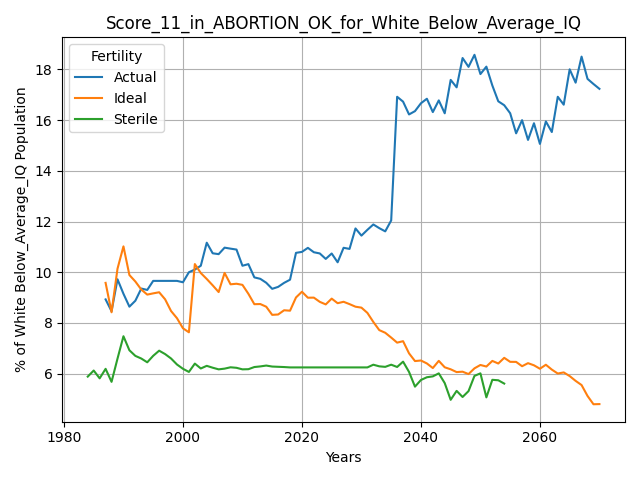 Score_11_in_ABORTION_OK_for_White_Below_Average_IQ
% of White Below_Average_IQ Population
Fertility
Actual
Ideal
Sterile
18
16
14
12
10
8
6
1980
2000
2020
2040
2060
Years